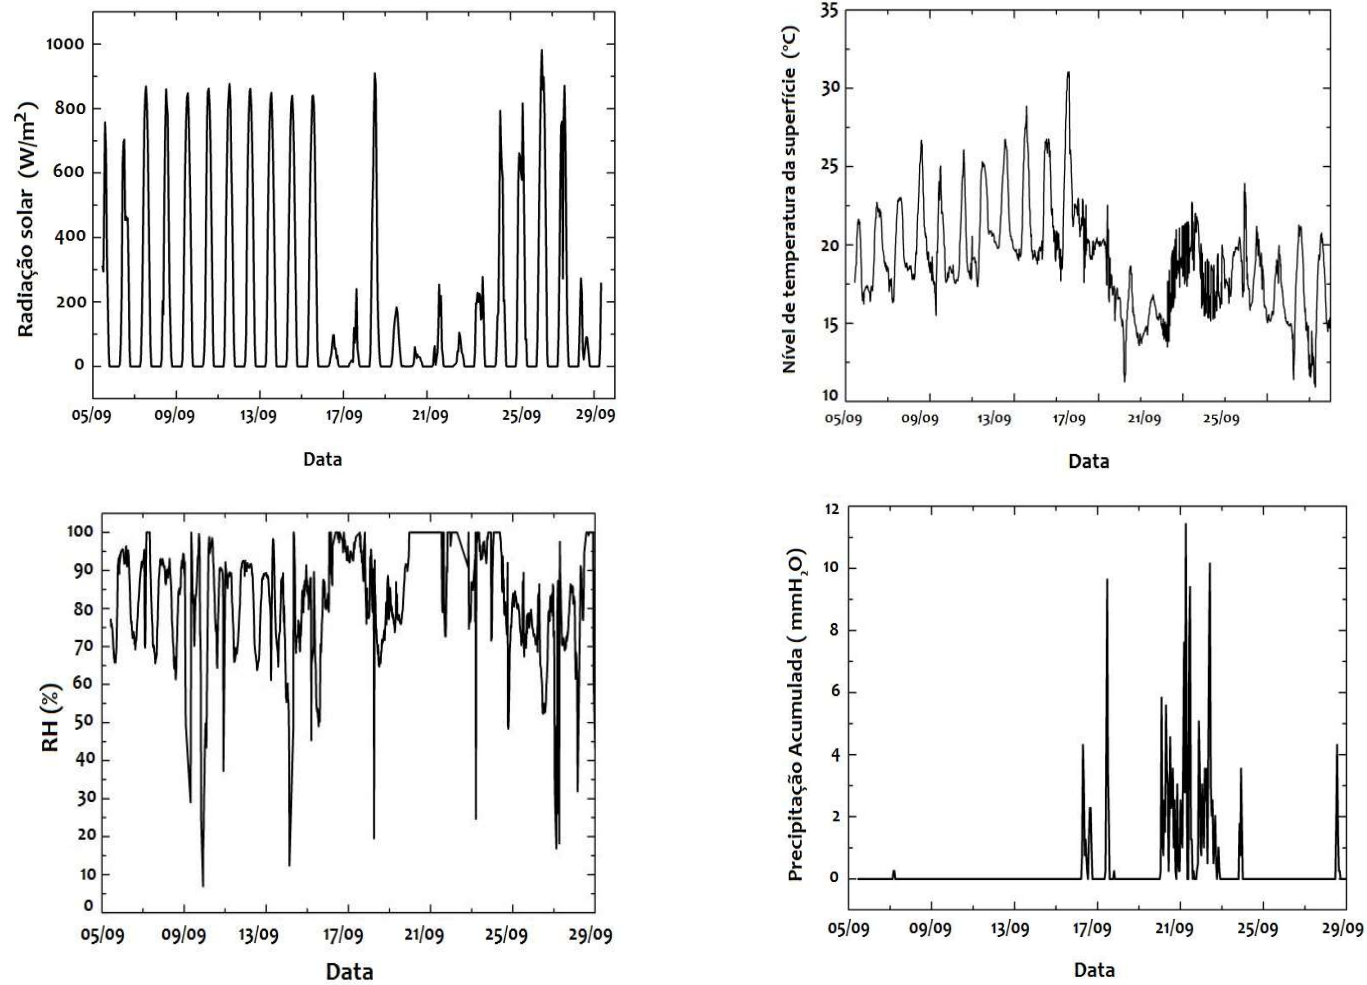 Radiação solar (W/m²)
1000
800
600
400
200
0
05/09 09/09 13/09 17/09 21/09 25/09 29/09
Data
Nível de temperatura da superfície (°C)
35
30
25
20
15
10
05/09 09/09 13/09 17/09 21/09 25/09
Data
RH (%)
100
90
80
70
60
50
40
30
20
10
0
05/09 09/09 13/09 17/09 21/09 25/09 29/09
Data
Precipitação Acumulada ( mmH₂O)
12
10
8
6
4
2
0
05/09 09/09 13/09 17/09 21/09 25/09 29/09
Data